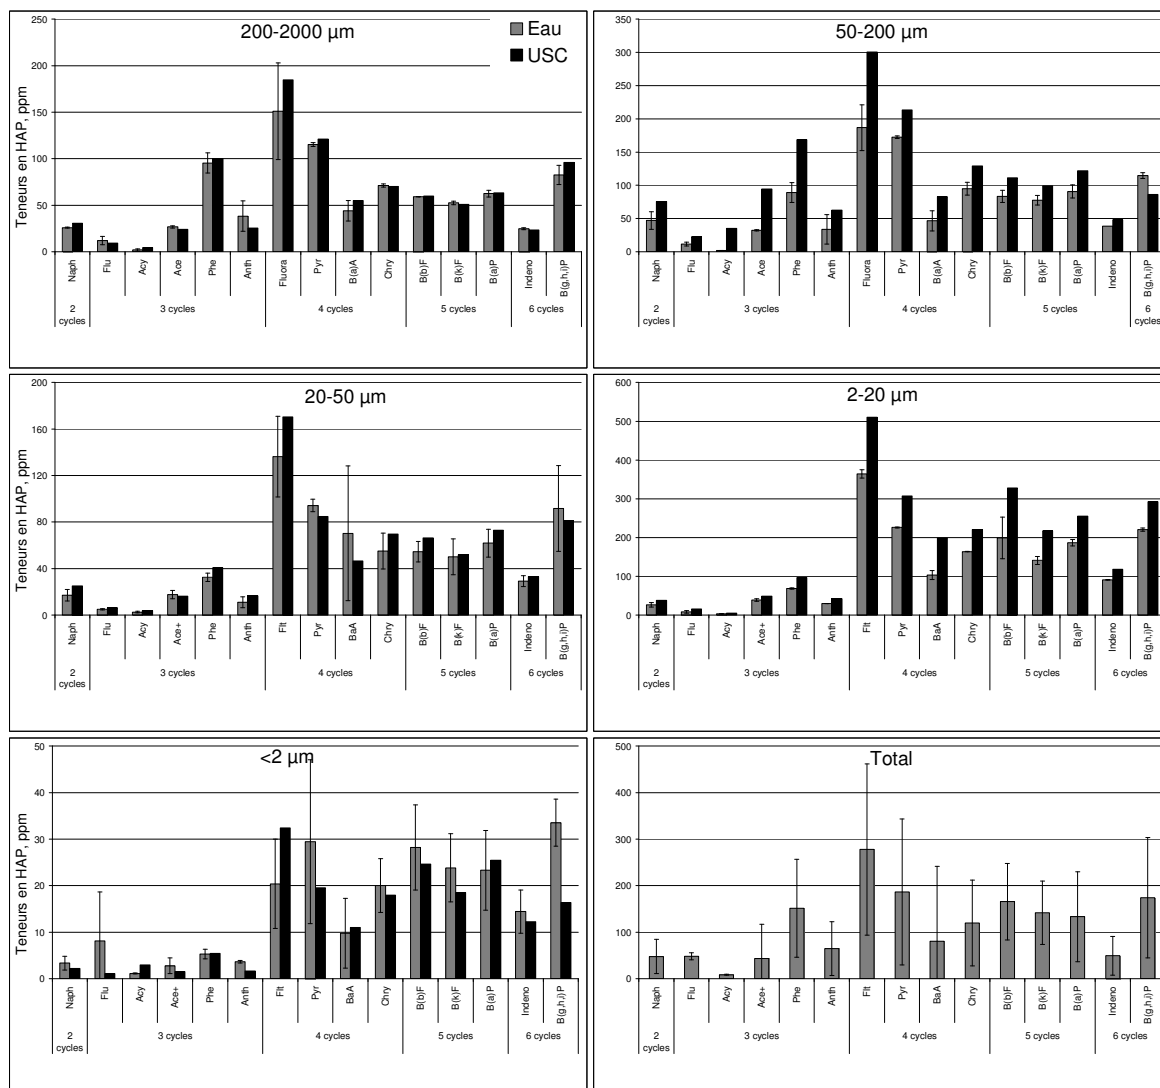 200-2000 µm
Eau
USC
Teneurs en HAP, ppm
250
200
150
100
50
0
Naph
Flu
Acy
Ace
Phe
Anth
Fluora
Pyr
B(a)A
Chry
B(b)F
B(k)F
B(a)P
Indeno
B(g,h,i)P
2
cycles
3 cycles
4 cycles
5 cycles
6 cycles
50-200 µm
350
300
250
200
150
100
50
0
Naph
Flu
Acy
Ace
Phe
Anth
Fluora
Pyr
B(a)A
Chry
B(b)F
B(k)F
B(a)P
Indeno
B(g,h,i)P
2
cycles
3 cycles
4 cycles
5 cycles
6
cycles
20-50 µm
Teneurs en HAP, ppm
200
160
120
80
40
0
Naph
Flu
Acy
Ace+
Phe
Anth
Flt
Pyr
BaA
Chry
B(b)F
B(k)F
B(a)P
Indeno
B(g,h,i)P
2
cycles
3 cycles
4 cycles
5 cycles
6 cycles
2-20 µm
600
500
400
300
200
100
0
Naph
Flu
Acy
Ace+
Phe
Anth
Flt
Pyr
BaA
Chry
B(b)F
B(k)F
B(a)P
Indeno
B(g,h,i)P
2
cycles
3 cycles
4 cycles
5 cycles
6 cycles
<2 µm
Teneurs en HAP, ppm
50
40
30
20
10
0
Naph
Flu
Acy
Ace+
Phe
Anth
Flt
Pyr
BaA
Chry
B(b)F
B(k)F
B(a)P
Indeno
B(g,h,i)P
2
cycles
3 cycles
4 cycles
5 cycles
6 cycles
Total
500
400
300
200
100
0
Naph
Flu
Acy
Ace+
Phe
Anth
Flt
Pyr
BaA
Chry
B(b)F
B(k)F
B(a)P
Indeno
B(g,h,i)P
2
cycles
3 cycles
4 cycles
5 cycles
6 cycles